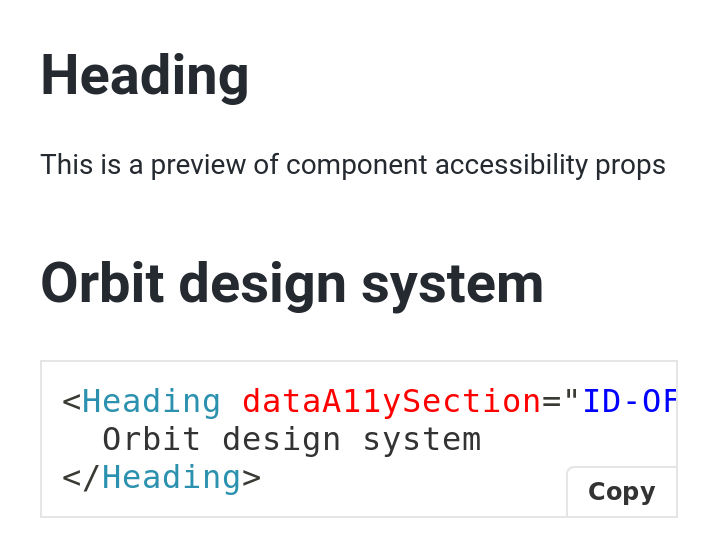 Heading
This is a preview of component accessibility props
Orbit design system
<Heading dataA11ySection="ID-OF
Orbit design system
</Heading>
Copy